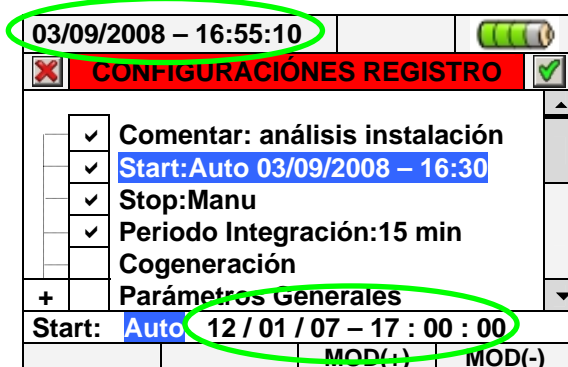 03/09/2008 – 16:55:10
CONFIGURACIÓNES REGISTRO
Comentar: análisis instalación
Start:Auto 03/09/2008 – 16:30
Stop:Manu
Periodo Integración:15 min
Cogeneración
+ Parámetros Generales
Start: Auto 12 / 01 / 07 – 17 : 00 : 00
MOD(+) MOD(-)